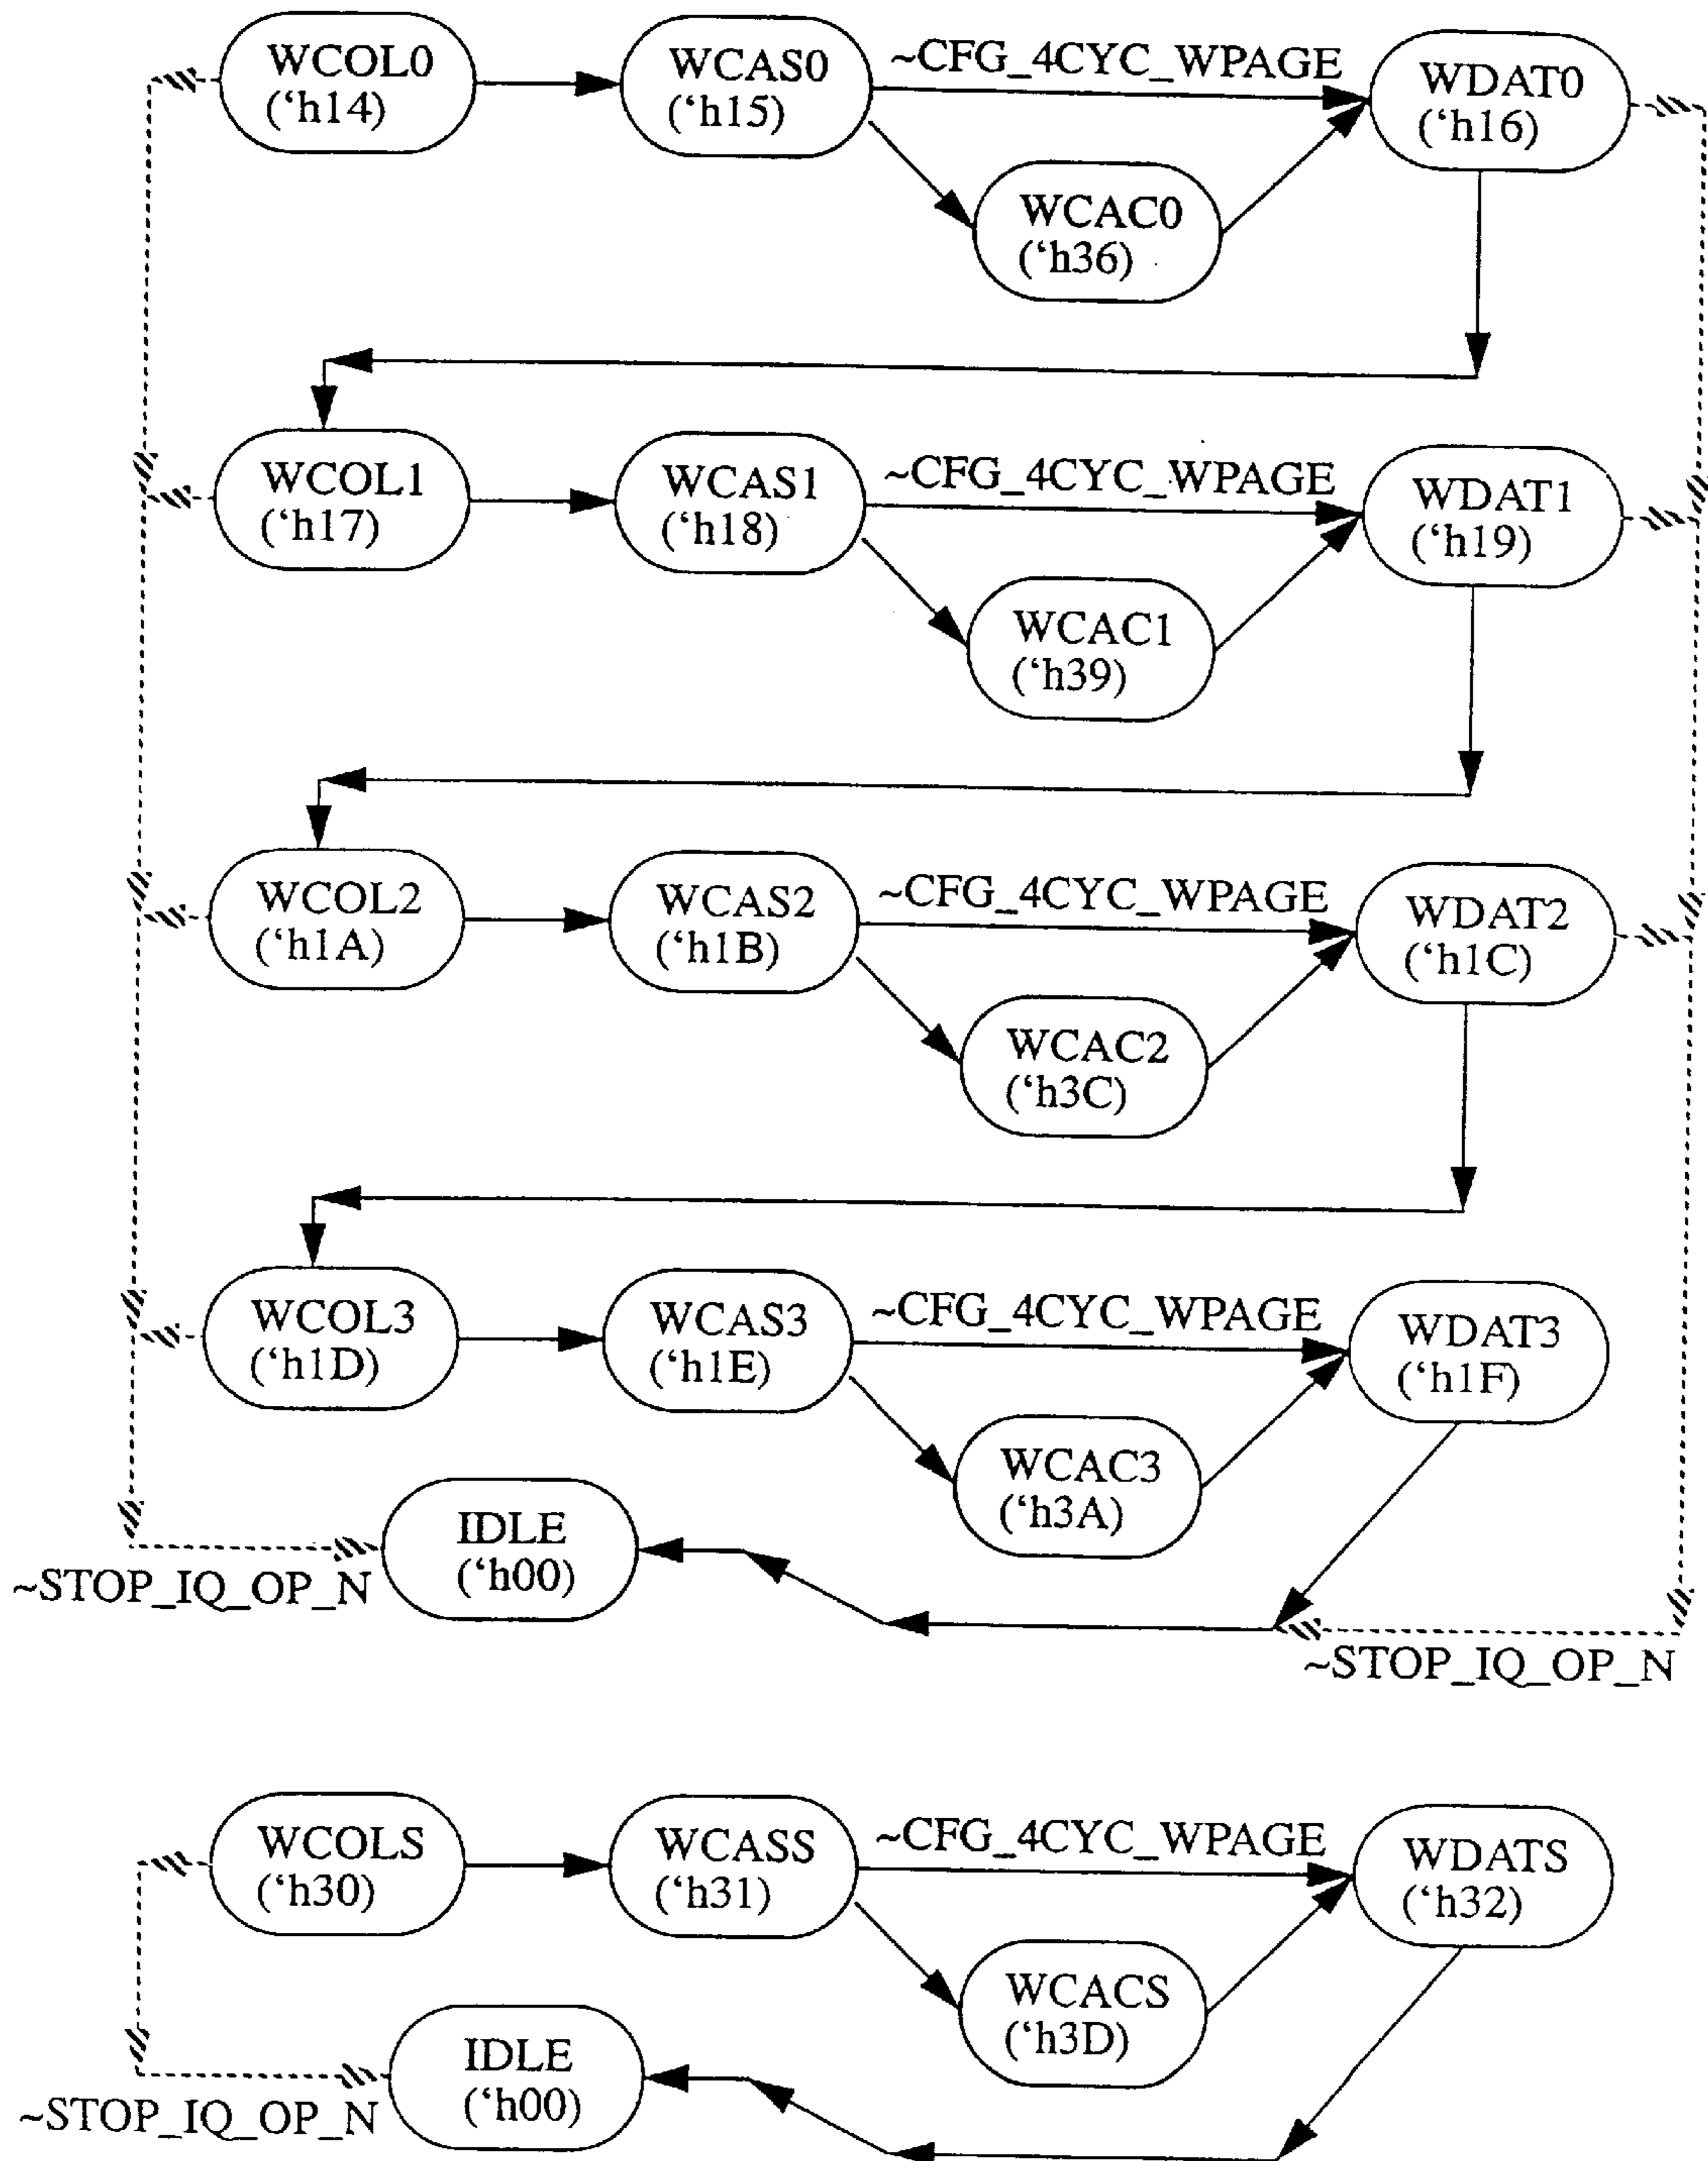 WCOL0
(‘h14)
WCAS0
(‘h15)
~CFG_4CYC_WPAGE
WDAT0
(‘h16)
WCAC0
(‘h36)
WCOL1
(‘h17)
WCAS1
(‘h18)
~CFG_4CYC_WPAGE
WDAT1
(‘h19)
WCAC1
(‘h39)
WCOL2
(‘h1A)
WCAS2
(‘h1B)
~CFG_4CYC_WPAGE
WDAT2
(‘h1C)
WCAC2
(‘h3C)
WCOL3
(‘h1D)
WCAS3
(‘h1E)
~CFG_4CYC_WPAGE
WDAT3
(‘h1F)
WCAC3
(‘h3A)
IDLE
(‘h00)
~STOP_IQ_OP_N
~STOP_IQ_OP_N
WCOLS
(‘h30)
WCASS
(‘h31)
~CFG_4CYC_WPAGE
WDATS
(‘h32)
WCACS
(‘h3D)
IDLE
(‘h00)
~STOP_IQ_OP_N